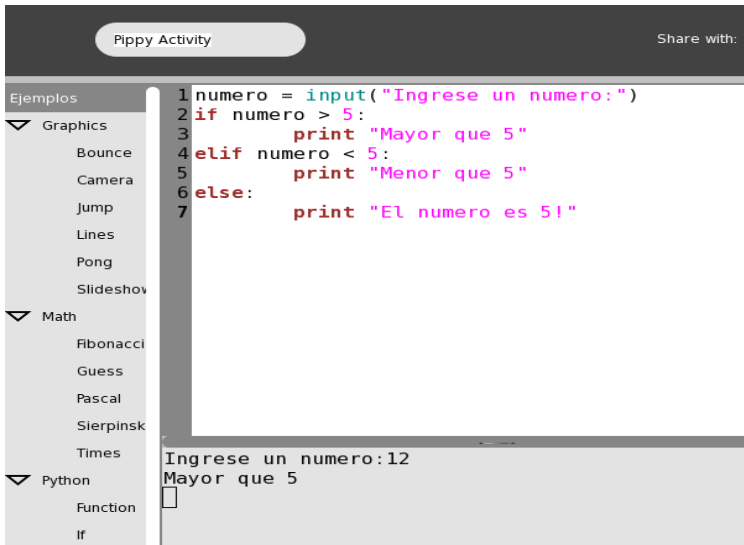 Pippy Activity
Share with:
Ejemplos
Graphics
Bounce
Camera
Jump
Lines
Pong
Slideshow
Math
Fibonacci
Guess
Pascal
Sierpinsk
Times
Python
Function
If
1 numero = input("Ingrese un numero:")
2 if numero > 5:
3 print "Mayor que 5"
4 elif numero < 5:
5 print "Menor que 5"
6 else:
7 print "El numero es 5!"
Ingrese un numero:12
Mayor que 5